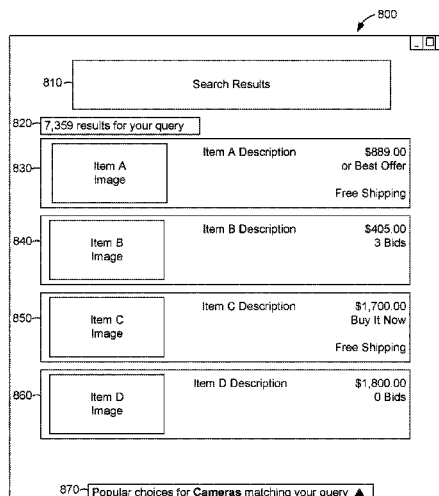 800
810
Search Results
820
7,359 results for your query
830
Item A
Image
Item A Description
$889.00
or Best Offer
Free Shipping
840
Item B
Image
Item B Description
$405.00
3 Bids
850
Item C
Image
Item C Description
$1,700.00
Buy It Now
Free Shipping
860
Item D
Image
Item D Description
$1,800.00
0 Bids
870
Popular choices for Cameras matching your query ▲